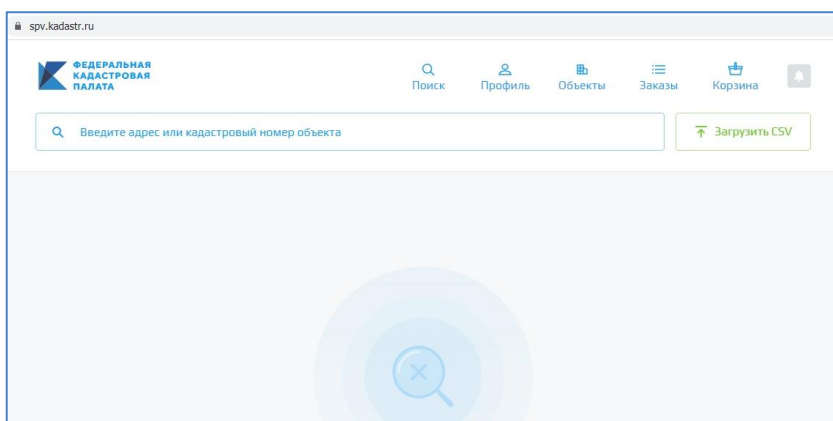 spv.kadastr.ru
ФЕДЕРАЛЬНАЯ
КАДАСТРОВАЯ
ПАЛАТА
Поиск Профиль Объекты Заказы Корзина
Введите адрес или кадастровый номер объекта
Загрузить CSV